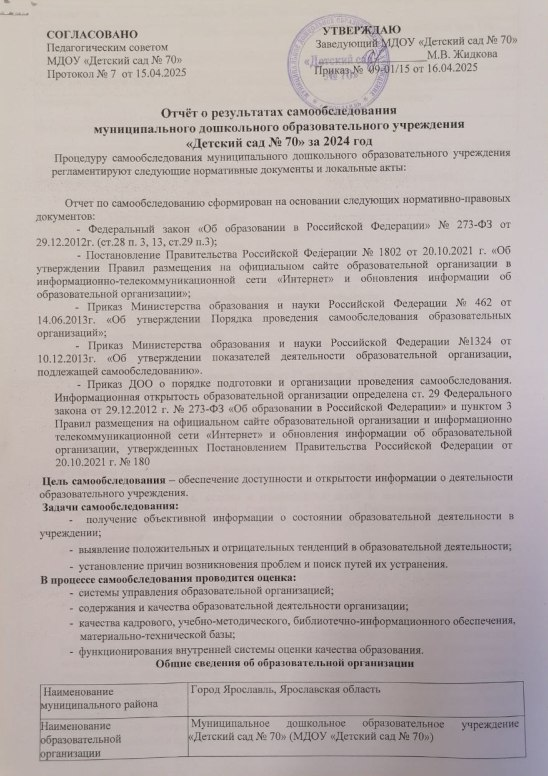 СОГЛАСОВАНО
Педагогическим советом
МДОУ «Детский сад № 70»
Протокол № 7 от 15.04.2025
УТВЕРЖДАЮ
Заведующий МДОУ «Детский сад № 70»
М.В. Жидкова
Приказ № 09-01/15 от 16.04.2025
«Детский сад
№ 70»
Отчёт о результатах самообследования
муниципального дошкольного образовательного учреждения
«Детский сад № 70» за 2024 год
Процедуру самообследования муниципального дошкольного образовательного учреждения
регламентируют следующие нормативные документы и локальные акты:
Отчет по самообследованию сформирован на основании следующих нормативно-правовых
документов:
- Федеральный закон «Об образовании в Российской Федерации» № 273-ФЗ от
29.12.2012г. (ст.28 п. 3, 13, ст.29 п.3);
- Постановление Правительства Российской Федерации № 1802 от 20.10.2021 г. «Об
утверждении Правил размещения на официальном сайте образовательной организации в
информационно-телекоммуникационной сети «Интернет» и обновления информации об
образовательной организации»;
- Приказ Министерства образования и науки Российской Федерации № 462 от
14.06.2013г. «Об утверждении Порядка проведения самообследования образовательных
организаций»;
- Приказ Министерства образования и науки Российской Федерации №1324 от
10.12.2013г. «Об утверждении показателей деятельности образовательной организации,
подлежащей самообследованию».
- Приказ ДОО о порядке подготовки и организации проведения самообследования.
Информационная открытость образовательной организации определена ст. 29 Федерального
закона от 29.12.2012 г. № 273-ФЗ «Об образовании в Российской Федерации» и пунктом 3
Правил размещения на официальном сайте образовательной организации и информационно
телекоммуникационной сети «Интернет» и обновления информации об образовательной
организации, утвержденных Постановлением Правительства Российской Федерации от
20.10.2021 г. № 180
Цель самообследования – обеспечение доступности и открытости информации о деятельности
образовательного учреждения.
Задачи самообследования:
- получение объективной информации о состоянии образовательной деятельности в
учреждении;
- выявление положительных и отрицательных тенденций в образовательной деятельности;
- установление причин возникновения проблем и поиск путей их устранения.
В процессе самообследования проводится оценка:
- системы управления образовательной организацией;
- содержания и качества образовательной деятельности организации;
- качества кадрового, учебно-методического, библиотечно-информационного обеспечения,
материально-технической базы;
- функционирования внутренней системы оценки качества образования.
Общие сведения об образовательной организации
Наименование
муниципального района
Город Ярославль, Ярославская область
Наименование
образовательной
организации
Муниципальное дошкольное образовательное учреждение
«Детский сад № 70» (МДОУ «Детский сад № 70»)